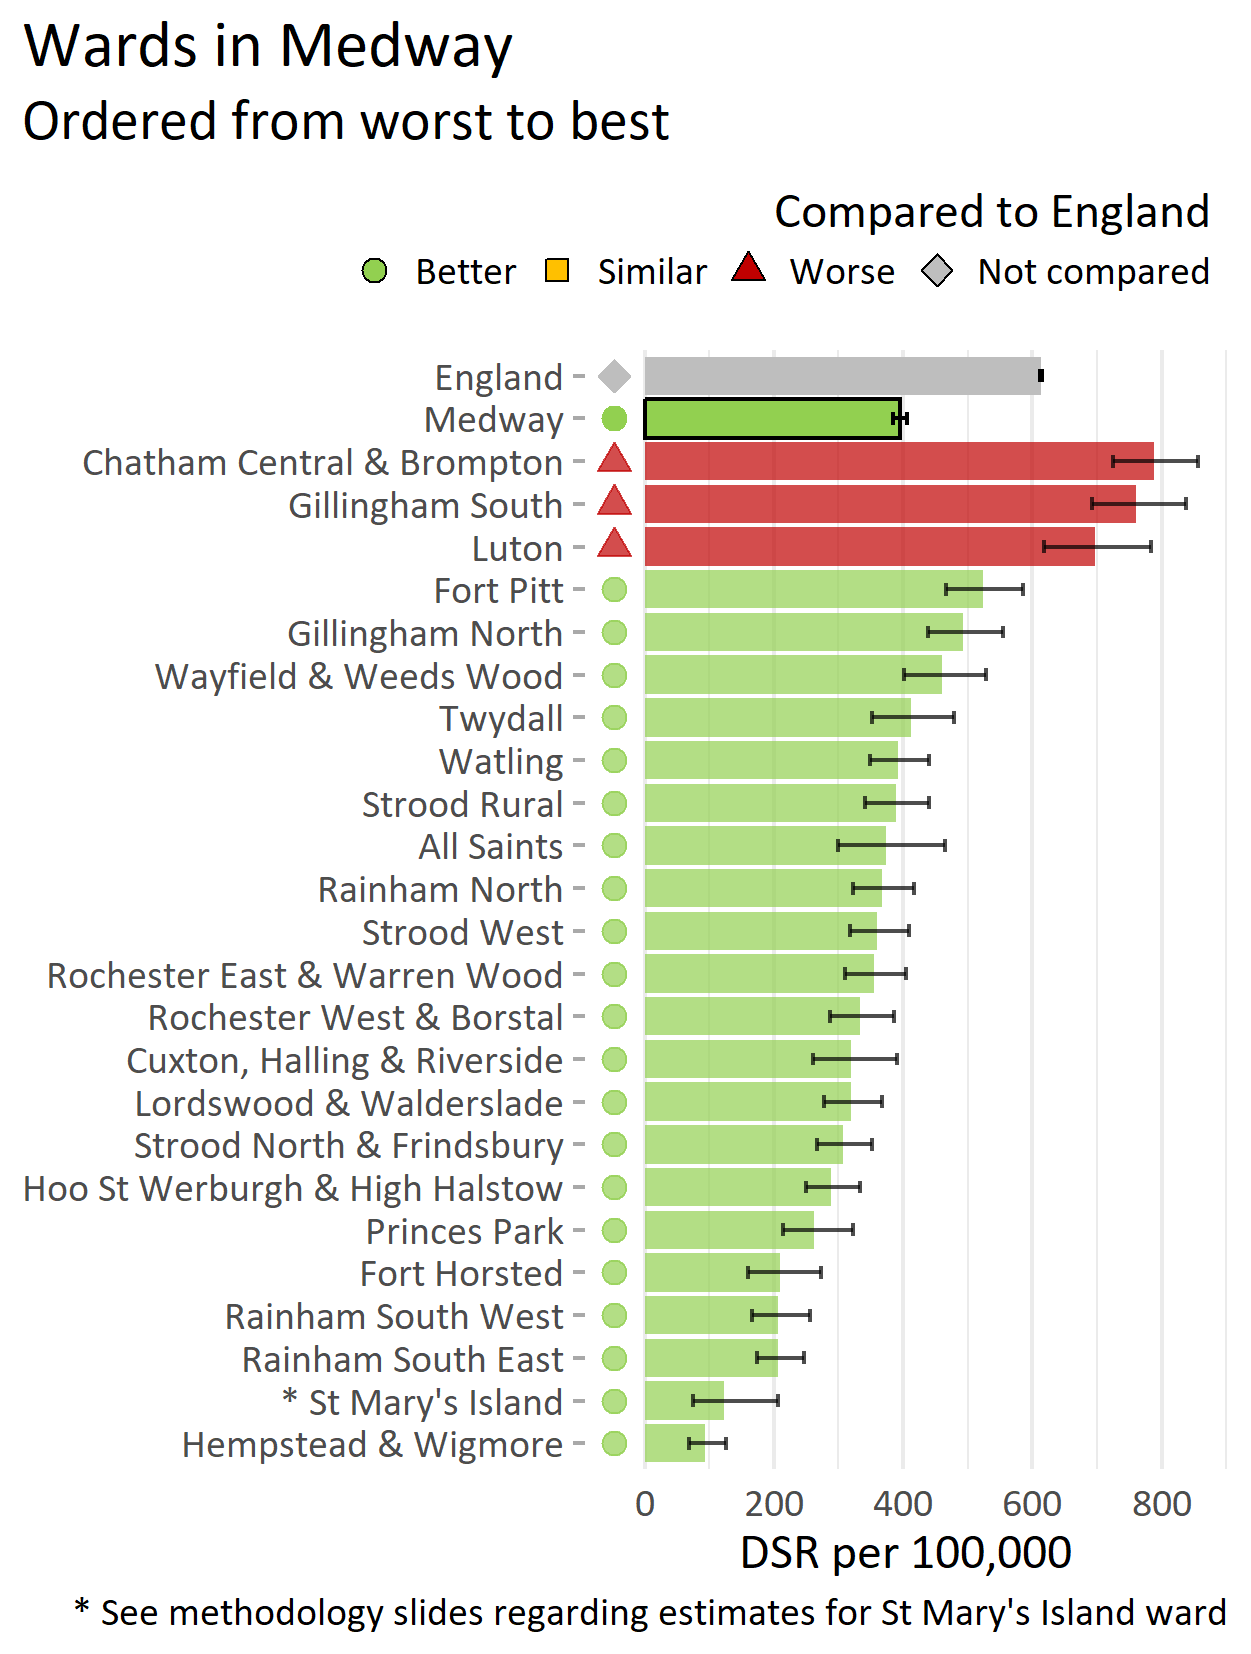 Wards in Medway
Ordered from worst to best
Compared to England
Better Similar Worse Not compared
England
Medway
Chatham Central & Brompton
Gillingham South
Luton
Fort Pitt
Gillingham North
Wayfield & Weeds Wood
Twydall
Watling
Strood Rural
All Saints
Rainham North
Strood West
Rochester East & Warren Wood
Rochester West & Borstal
Cuxton, Halling & Riverside
Lordswood & Walderslade
Strood North & Frindsbury
Hoo St Werburgh & High Halstow
Princes Park
Fort Horsted
Rainham South West
Rainham South East
* St Mary's Island
Hempstead & Wigmore
0 200 400 600 800
DSR per 100,000
* See methodology slides regarding estimates for St Mary's Island ward